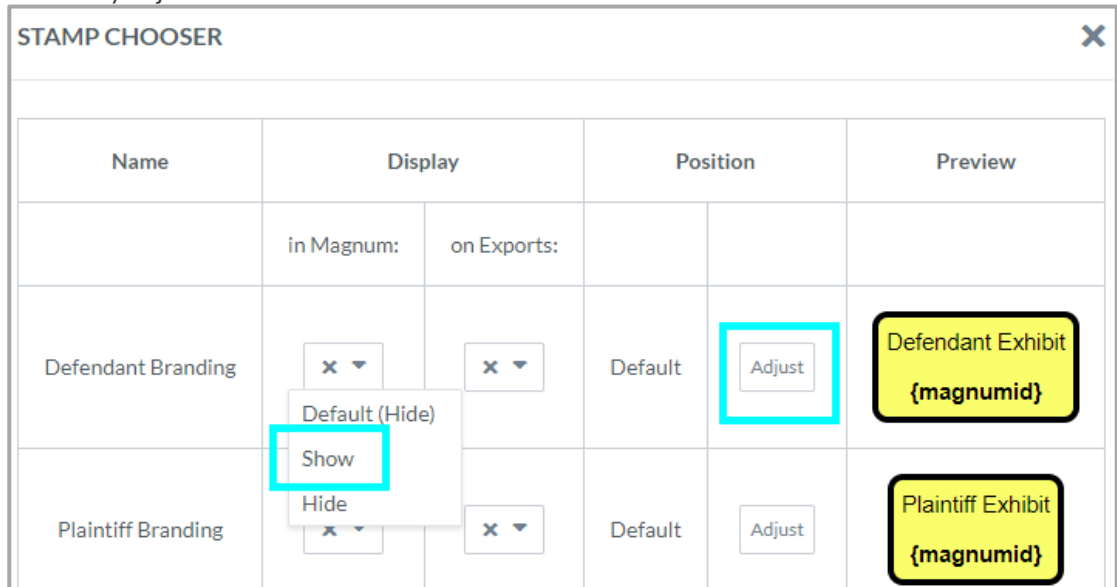 STAMP CHOOSER
Name Display Position Preview
in Magnum: on Exports:
Defendant Branding Default Adjust Defendant Exhibit
{magnumid}
Default (Hide)
Show
Hide
Plaintiff Branding Default Adjust Plaintiff Exhibit
{magnumid}